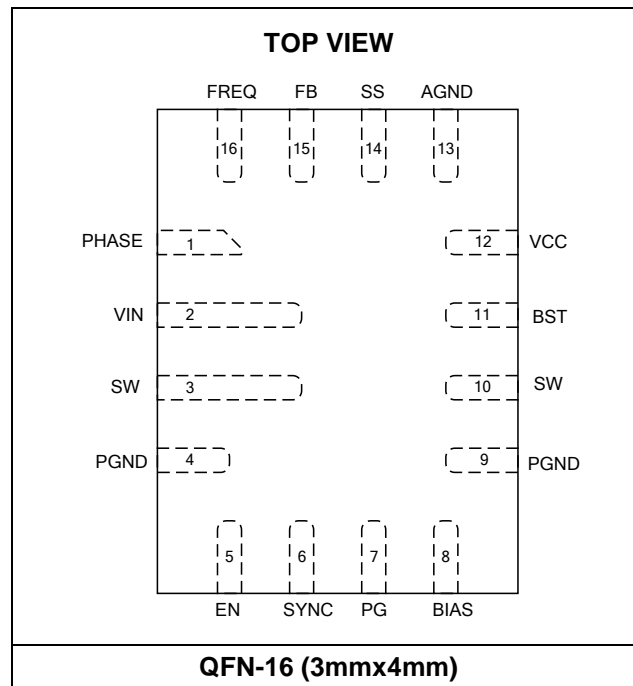 TOP VIEW
FREQ FB SS AGND
16 15 14 13
PHASE 1 12 VCC
VIN 2 11 BST
SW 3 10 SW
PGND 4 9 PGND
5 6 7 8
EN SYNC PG BIAS
QFN-16 (3mmx4mm)